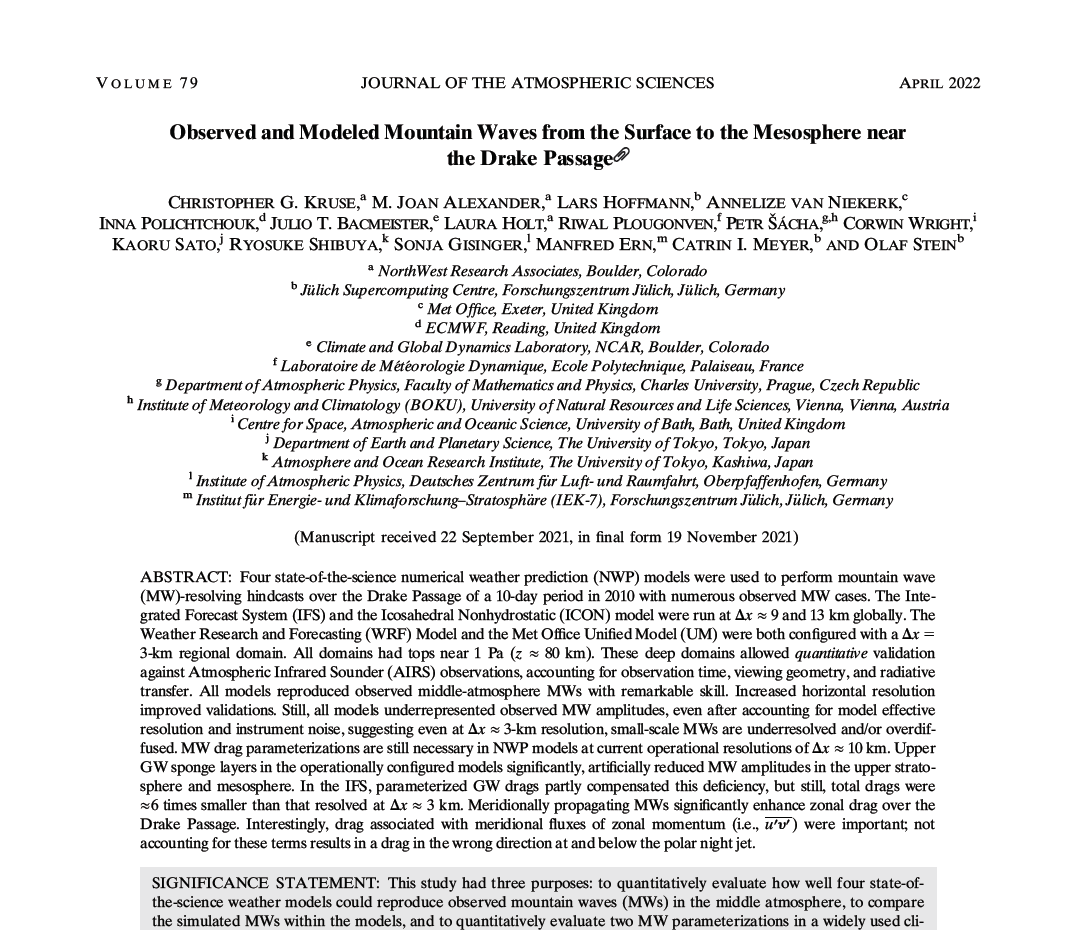 VOLUME 79 JOURNAL OF THE ATMOSPHERIC SCIENCES APRIL 2022
Observed and Modeled Mountain Waves from the Surface to the Mesosphere near
the Drake Passage
CHRISTOPHER G. KRUSE,a M. JOAN ALEXANDER,a LARS HOFFMANN,b ANNELIZE VAN NIEKERK,c
INNA POLICHTCHOUK,d JULIO T. BACMEISTER,e LAURA HOLT,a RIWAL PLOUGONVEN,f PETR ŠÁCHA,g,h CORWIN WRIGHT,i
KAORU SATO,j RYOSUKE SHIBUYA,k SONJA GISINGER,l MANFRED ERN,m CATRIN I. MEYER,b AND OLAF STEINb
a NorthWest Research Associates, Boulder, Colorado
b Jülich Supercomputing Centre, Forschungszentrum Jülich, Jülich, Germany
c Met Office, Exeter, United Kingdom
d ECMWF, Reading, United Kingdom
e Climate and Global Dynamics Laboratory, NCAR, Boulder, Colorado
f Laboratoire de Météorologie Dynamique, Ecole Polytechnique, Palaiseau, France
g Department of Atmospheric Physics, Faculty of Mathematics and Physics, Charles University, Prague, Czech Republic
h Institute of Meteorology and Climatology (BOKU), University of Natural Resources and Life Sciences, Vienna, Vienna, Austria
i Centre for Space, Atmospheric and Oceanic Science, University of Bath, Bath, United Kingdom
j Department of Earth and Planetary Science, The University of Tokyo, Tokyo, Japan
k Atmosphere and Ocean Research Institute, The University of Tokyo, Kashiwa, Japan
l Institute of Atmospheric Physics, Deutsches Zentrum für Luft- und Raumfahrt, Oberpfaffenhofen, Germany
m Institut für Energie- und Klimaforschung–Stratosphäre (IEK-7), Forschungszentrum Jülich, Jülich, Germany
(Manuscript received 22 September 2021, in final form 19 November 2021)
ABSTRACT: Four state-of-the-science numerical weather prediction (NWP) models were used to perform mountain wave
(MW)-resolving hindcasts over the Drake Passage of a 10-day period in 2010 with numerous observed MW cases. The Inte-
grated Forecast System (IFS) and the Icosahedral Nonhydrostatic (ICON) model were run at Δx ≈ 9 and 13 km globally. The
Weather Research and Forecasting (WRF) Model and the Met Office Unified Model (UM) were both configured with a Δx =
3-km regional domain. All domains had tops near 1 Pa (z ≈ 80 km). These deep domains allowed quantitative validation
against Atmospheric Infrared Sounder (AIRS) observations, accounting for observation time, viewing geometry, and radiative
transfer. All models reproduced observed middle-atmosphere MWs with remarkable skill. Increased horizontal resolution
improved validations. Still, all models underrepresented observed MW amplitudes, even after accounting for model effective
resolution and instrument noise, suggesting even at Δx ≈ 3-km resolution, small-scale MWs are underresolved and/or overdif-
fused. MW drag parameterizations are still necessary in NWP models at current operational resolutions of Δx ≈ 10 km. Upper
GW sponge layers in the operationally configured models significantly, artificially reduced MW amplitudes in the upper strato-
sphere and mesosphere. In the IFS, parameterized GW drags partly compensated this deficiency, but still, total drags were
≈6 times smaller than that resolved at Δx ≈ 3 km. Meridionally propagating MWs significantly enhance zonal drag over the
Drake Passage. Interestingly, drag associated with meridional fluxes of zonal momentum (i.e., u′v′) were important; not
accounting for these terms results in a drag in the wrong direction at and below the polar night jet.
SIGNIFICANCE STATEMENT: This study had three purposes: to quantitatively evaluate how well four state-of-
the-science weather models could reproduce observed mountain waves (MWs) in the middle atmosphere, to compare
the simulated MWs within the models, and to quantitatively evaluate two MW parameterizations in a widely used cli-